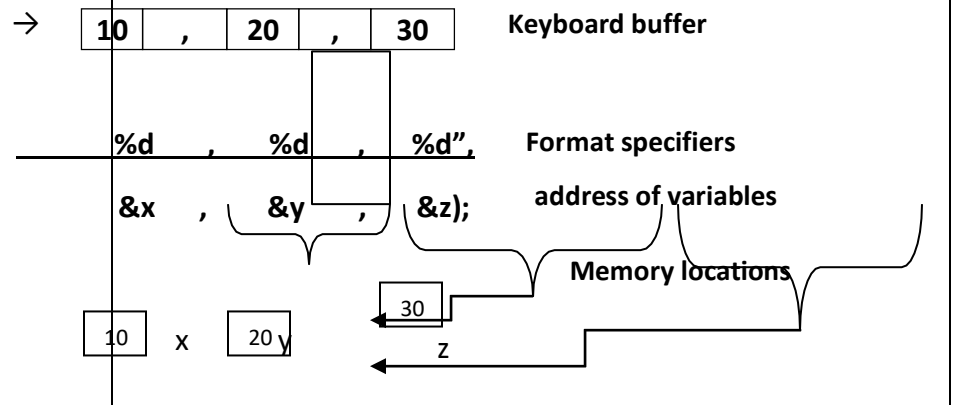 → 10 , 20 , 30 Keyboard buffer
%d , %d , %d”, Format specifiers
&x , &y , &z); address of variables
Memory locations
30
10 x 20 y z